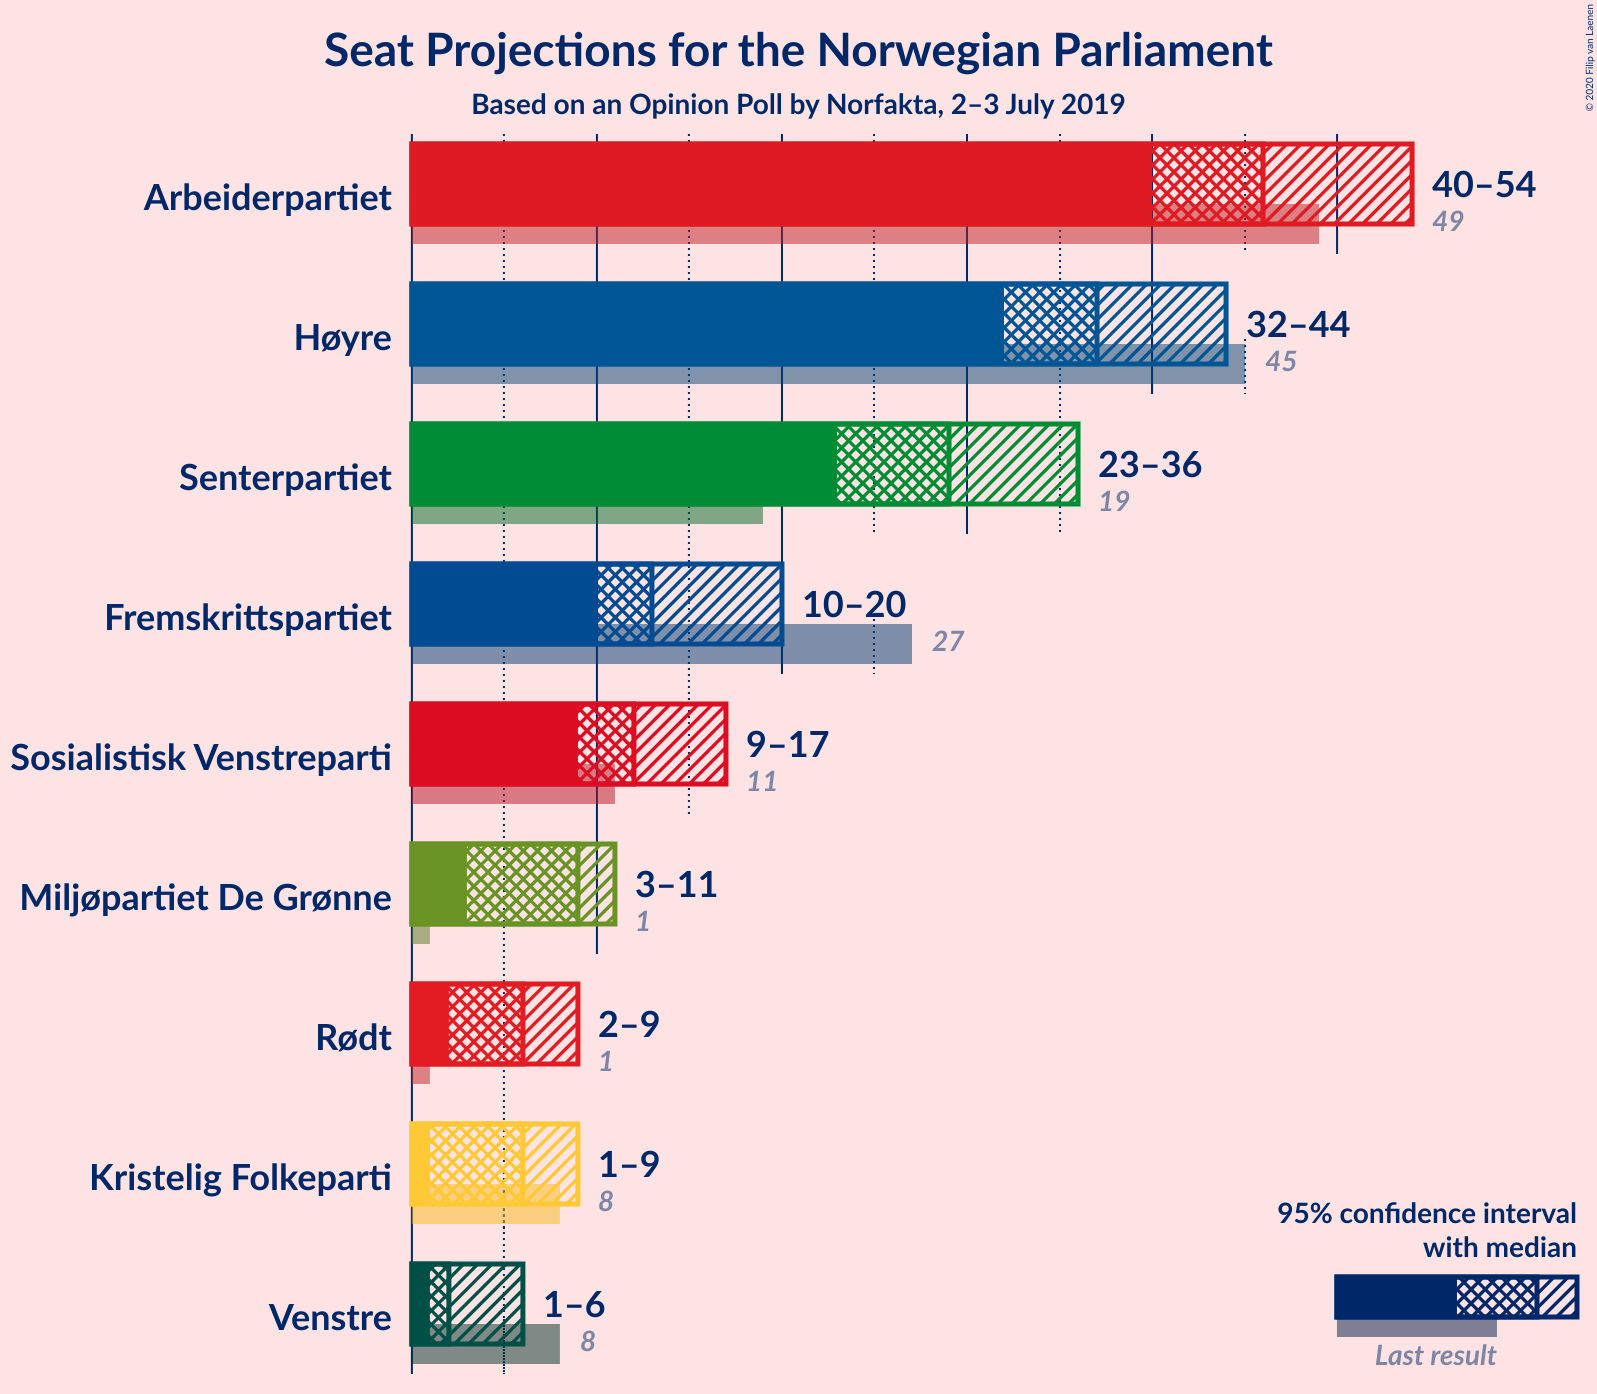 Seat Projections for the Norwegian Parliament
Based on an Opinion Poll by Norfakta, 2–3 July 2019
© 2020 Filip van Laenen
Arbeiderpartiet
40–54
49
Høyre
32–44
45
Senterpartiet
23–36
19
Fremskrittspartiet
10–20
27
Sosialistisk Venstreparti
9–17
11
Miljøpartiet De Grønne
3–11
1
Rødt
2–9
1
Kristelig Folkeparti
1–9
8
Venstre
1–6
8
95% confidence interval
with median
Last result